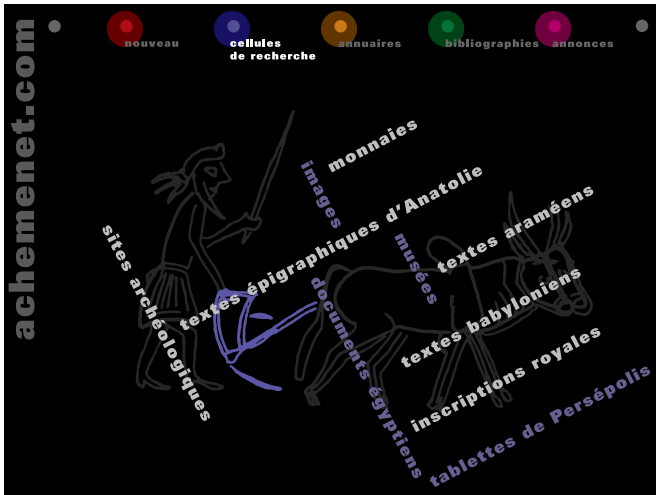 achemenet.com
nouveau
cellules
de recherche
annuaires
bibliographies
annonces
monnaies
images
textes épigraphiques d'Anatolie
musées
textes araméens
sites archéologiques
documents égyptiens
textes babyloniens
inscriptions royales
tablettes de Persépolis